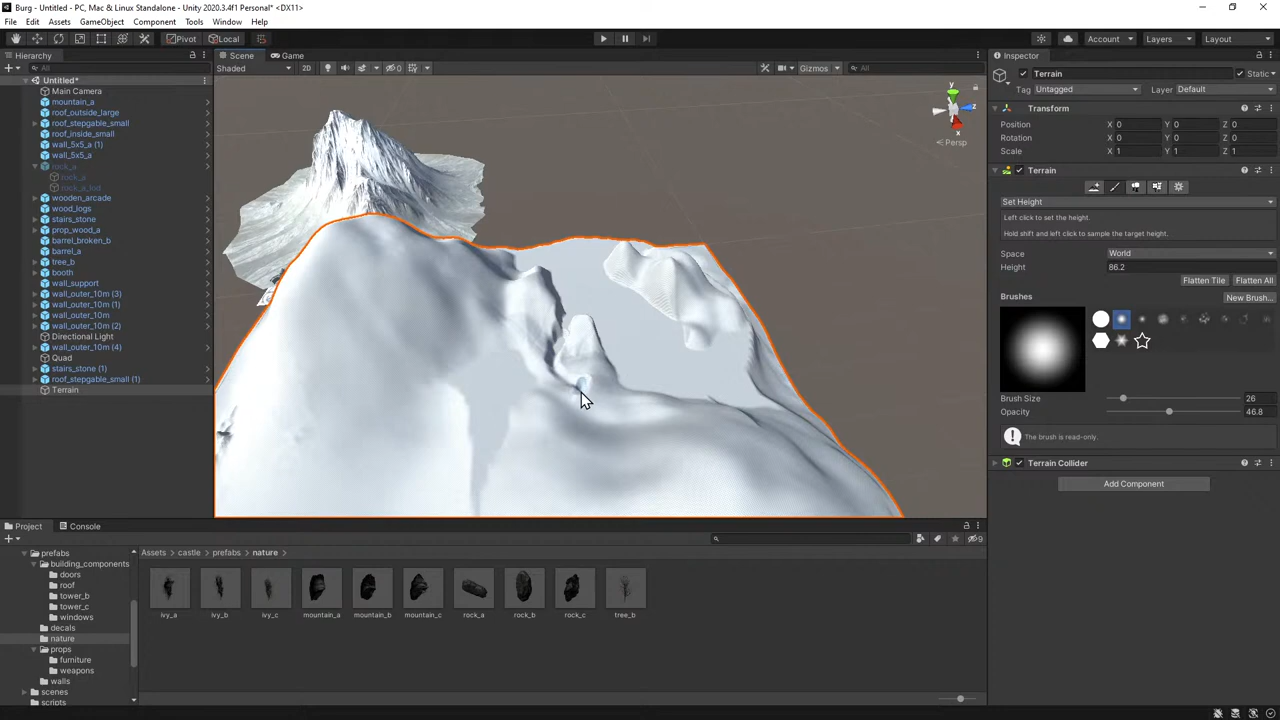 Burg - Untitled - PC, Mac & Linux Standalone - Unity 2020.3.4f1 Personal* <DX11>
File Edit Assets GameObject Component Tools Window Help
Pivot Local Account Layers Layout
Hierarchy
All
Untitled*
Main Camera
mountain_a
roof_outside_large
roof_stepgable_small
roof_inside_small
wall_5x5_a (1)
wall_5x5_a
rock_a
rock_a
rock_a_lod
wooden_arcade
wood_logs
stairs_stone
prop_wood_a
barrel_broken_b
barrel_a
tree_b
booth
wall_support
wall_outer_10m (3)
wall_outer_10m (1)
wall_outer_10m
wall_outer_10m (2)
Directional Light
wall_outer_10m (4)
Quad
stairs_stone (1)
roof_stepgable_small (1)
Terrain
Scene Game
Shaded 2D 0 Gizmos All
y
z
x
Persp
Inspector
Terrain Static
Tag Untagged Layer Default
Transform
Position X 0 Y 0 Z 0
Rotation X 0 Y 0 Z 0
Scale X 1 Y 1 Z 1
Terrain
Set Height
Left click to set the height.
Hold shift and left click to sample the target height.
Space World
Height 86.2
Flatten Tile Flatten All
Brushes New Brush...
Brush Size 26
Opacity 46.8
The brush is read-only.
Terrain Collider
Add Component
Project Console
9
prefabs
building_components
doors
roof
tower_b
tower_c
windows
decals
nature
props
furniture
weapons
walls
scenes
scripts
Assets > castle > prefabs > nature >
ivy_a ivy_b ivy_c mountain_a mountain_b mountain_c rock_a rock_b rock_c tree_b